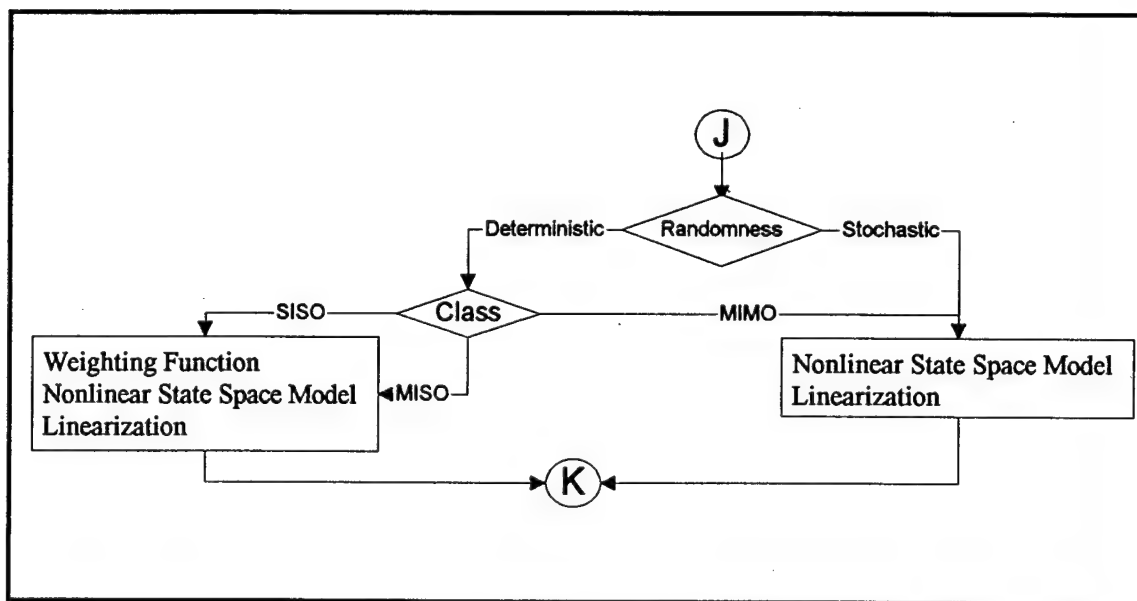 J
Deterministic
Randomness
Stochastic
SISO
Class
MIMO
Weighting Function
Nonlinear State Space Model
Linearization
MISO
Nonlinear State Space Model
Linearization
K